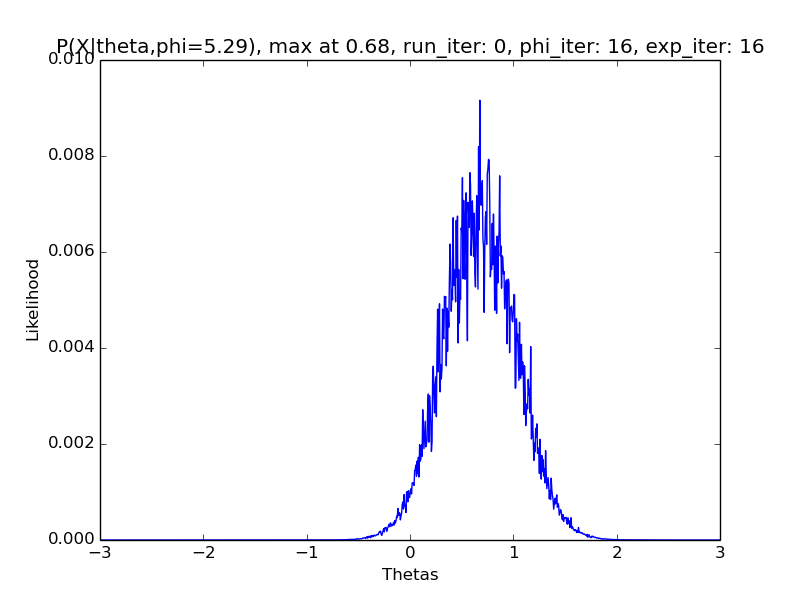 P(X|theta,phi=5.29), max at 0.68, run_iter: 0, phi_iter: 16, exp_iter: 16
0.010
0.008
0.006
0.004
0.002
0.000
Likelihood
−3 −2 −1 0 1 2 3
Thetas